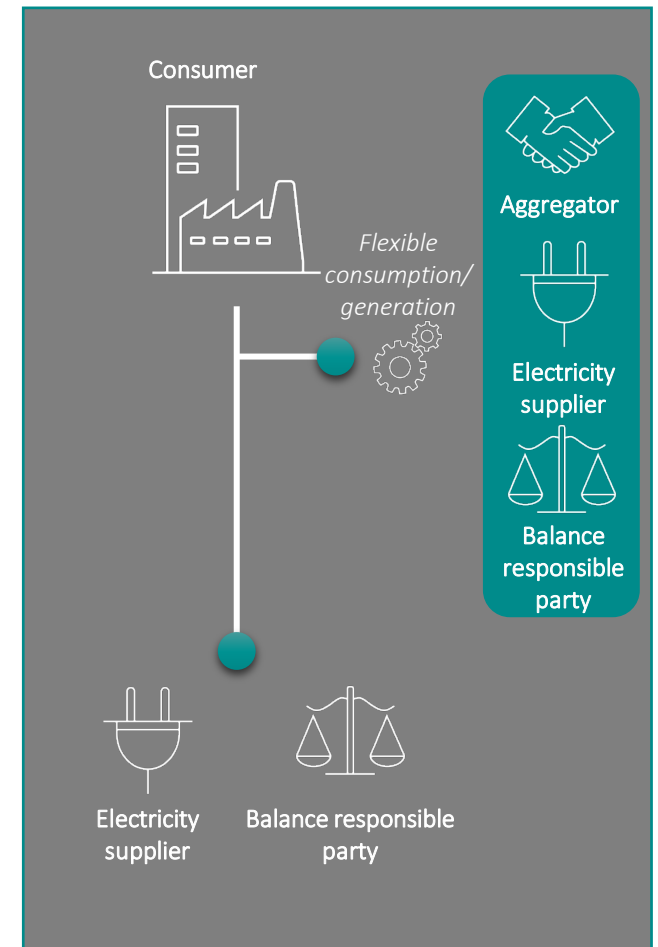 Consumer
Flexible
consumption/
generation
Aggregator
Electricity
supplier
Balance
responsible
party
Electricity
supplier
Balance responsible
party